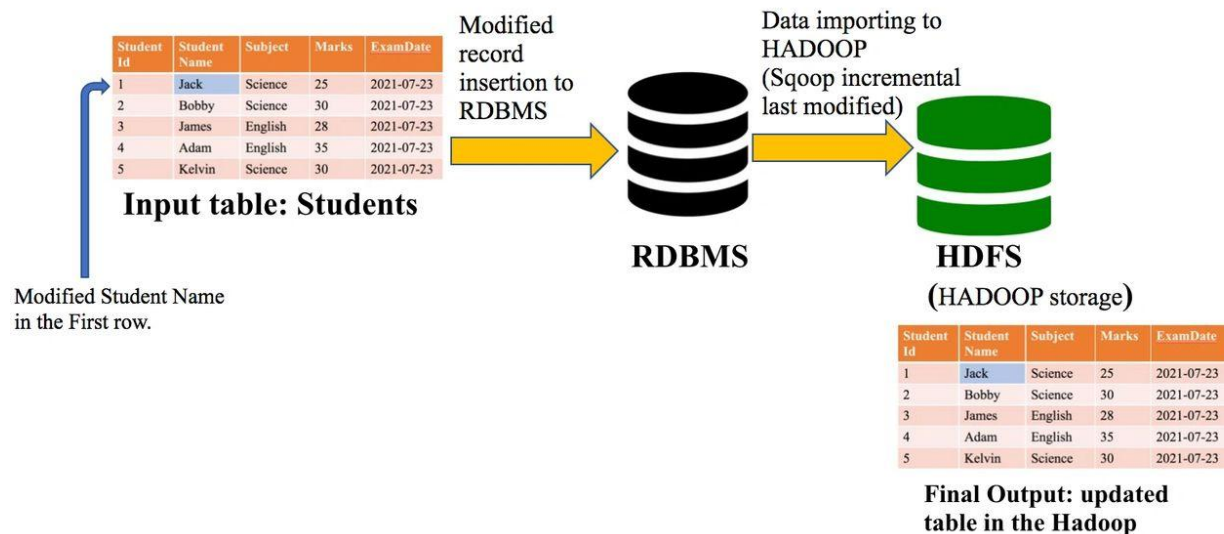 Student Id Student Name Subject Marks ExamDate
1 Jack Science 25 2021-07-23
2 Bobby Science 30 2021-07-23
3 James English 28 2021-07-23
4 Adam English 35 2021-07-23
5 Kelvin Science 30 2021-07-23
Input table: Students
Modified Student Name
in the First row.
Modified
record
insertion to
RDBMS
RDBMS
Data importing to
HADOOP
(Sqoop incremental
last modified)
HDFS
(HADOOP storage)
Student Id Student Name Subject Marks ExamDate
1 Jack Science 25 2021-07-23
2 Bobby Science 30 2021-07-23
3 James English 28 2021-07-23
4 Adam English 35 2021-07-23
5 Kelvin Science 30 2021-07-23
Final Output: updated
table in the Hadoop